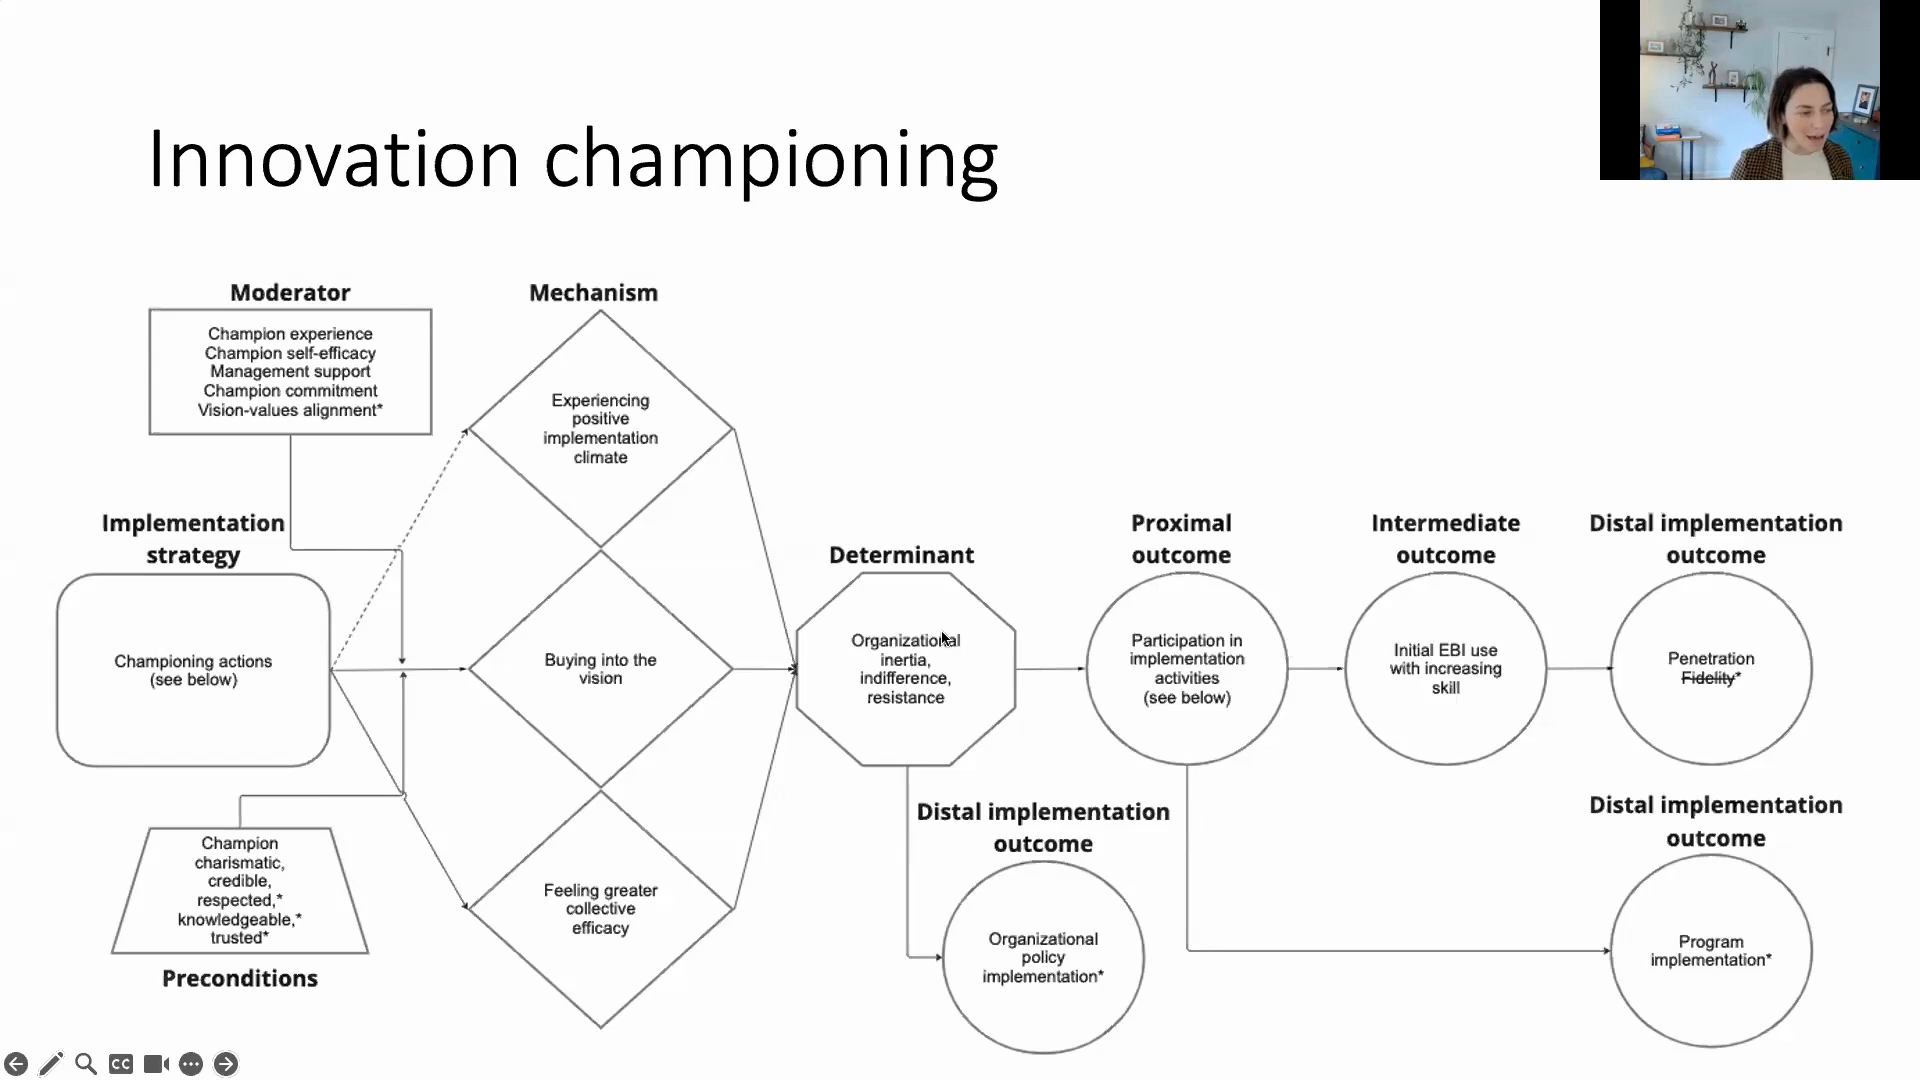 Innovation championing
Moderator
Champion experience
Champion self-efficacy
Management support
Champion commitment
Vision-values alignment*
Mechanism
Experiencing
positive
implementation
climate
Implementation
strategy
Championing actions
(see below)
Buying into the
vision
Determinant
Organizational
inertia,
indifference,
resistance
Proximal
outcome
Participation in
implementation
activities
(see below)
Intermediate
outcome
Initial EBI use
with increasing
skill
Distal implementation
outcome
Penetration
Fidelity*
Champion
charismatic,
credible,
respected,*
knowledgeable,*
trusted*
Preconditions
Feeling greater
collective
efficacy
Distal implementation
outcome
Organizational
policy
implementation*
Distal implementation
outcome
Program
implementation*
CC